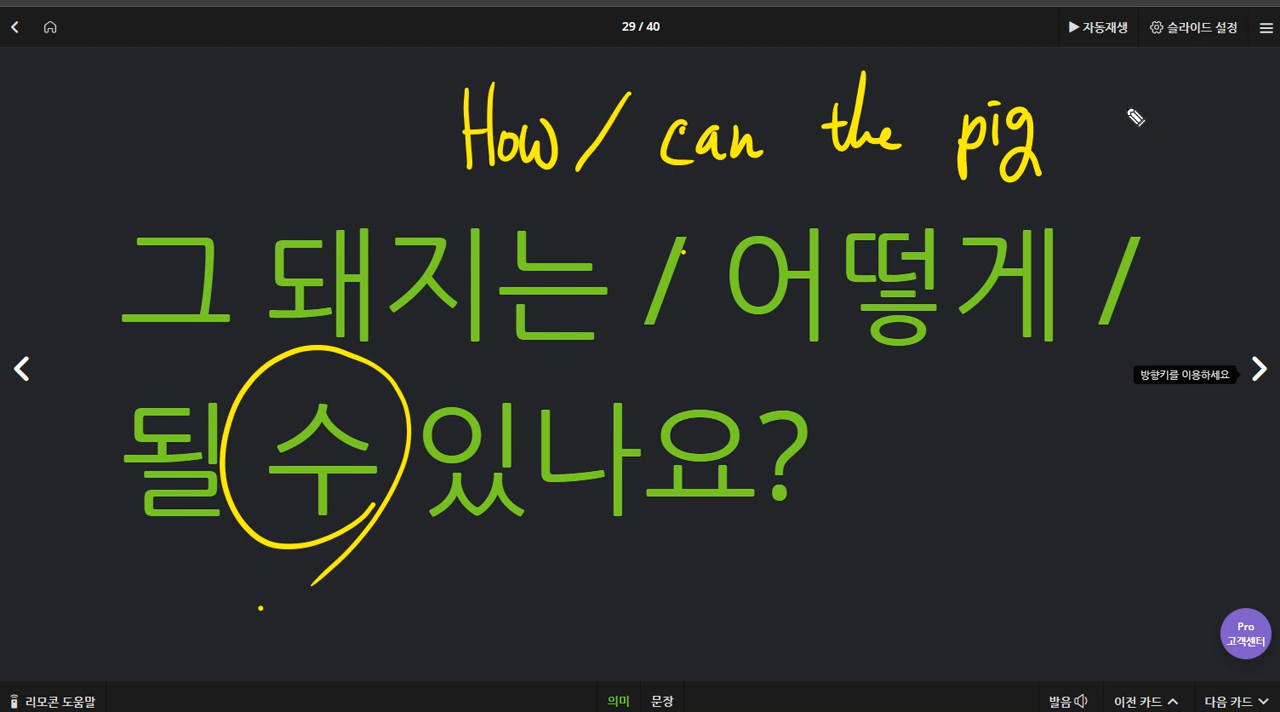 29 / 40
자동재생
슬라이드 설정
How / can the pig
그 돼지는 / 어떻게 /
될 수 있나요?
방향키를 이용하세요
Pro
고객센터
리모콘 도움말
의미
문장
발음
이전 카드
다음 카드